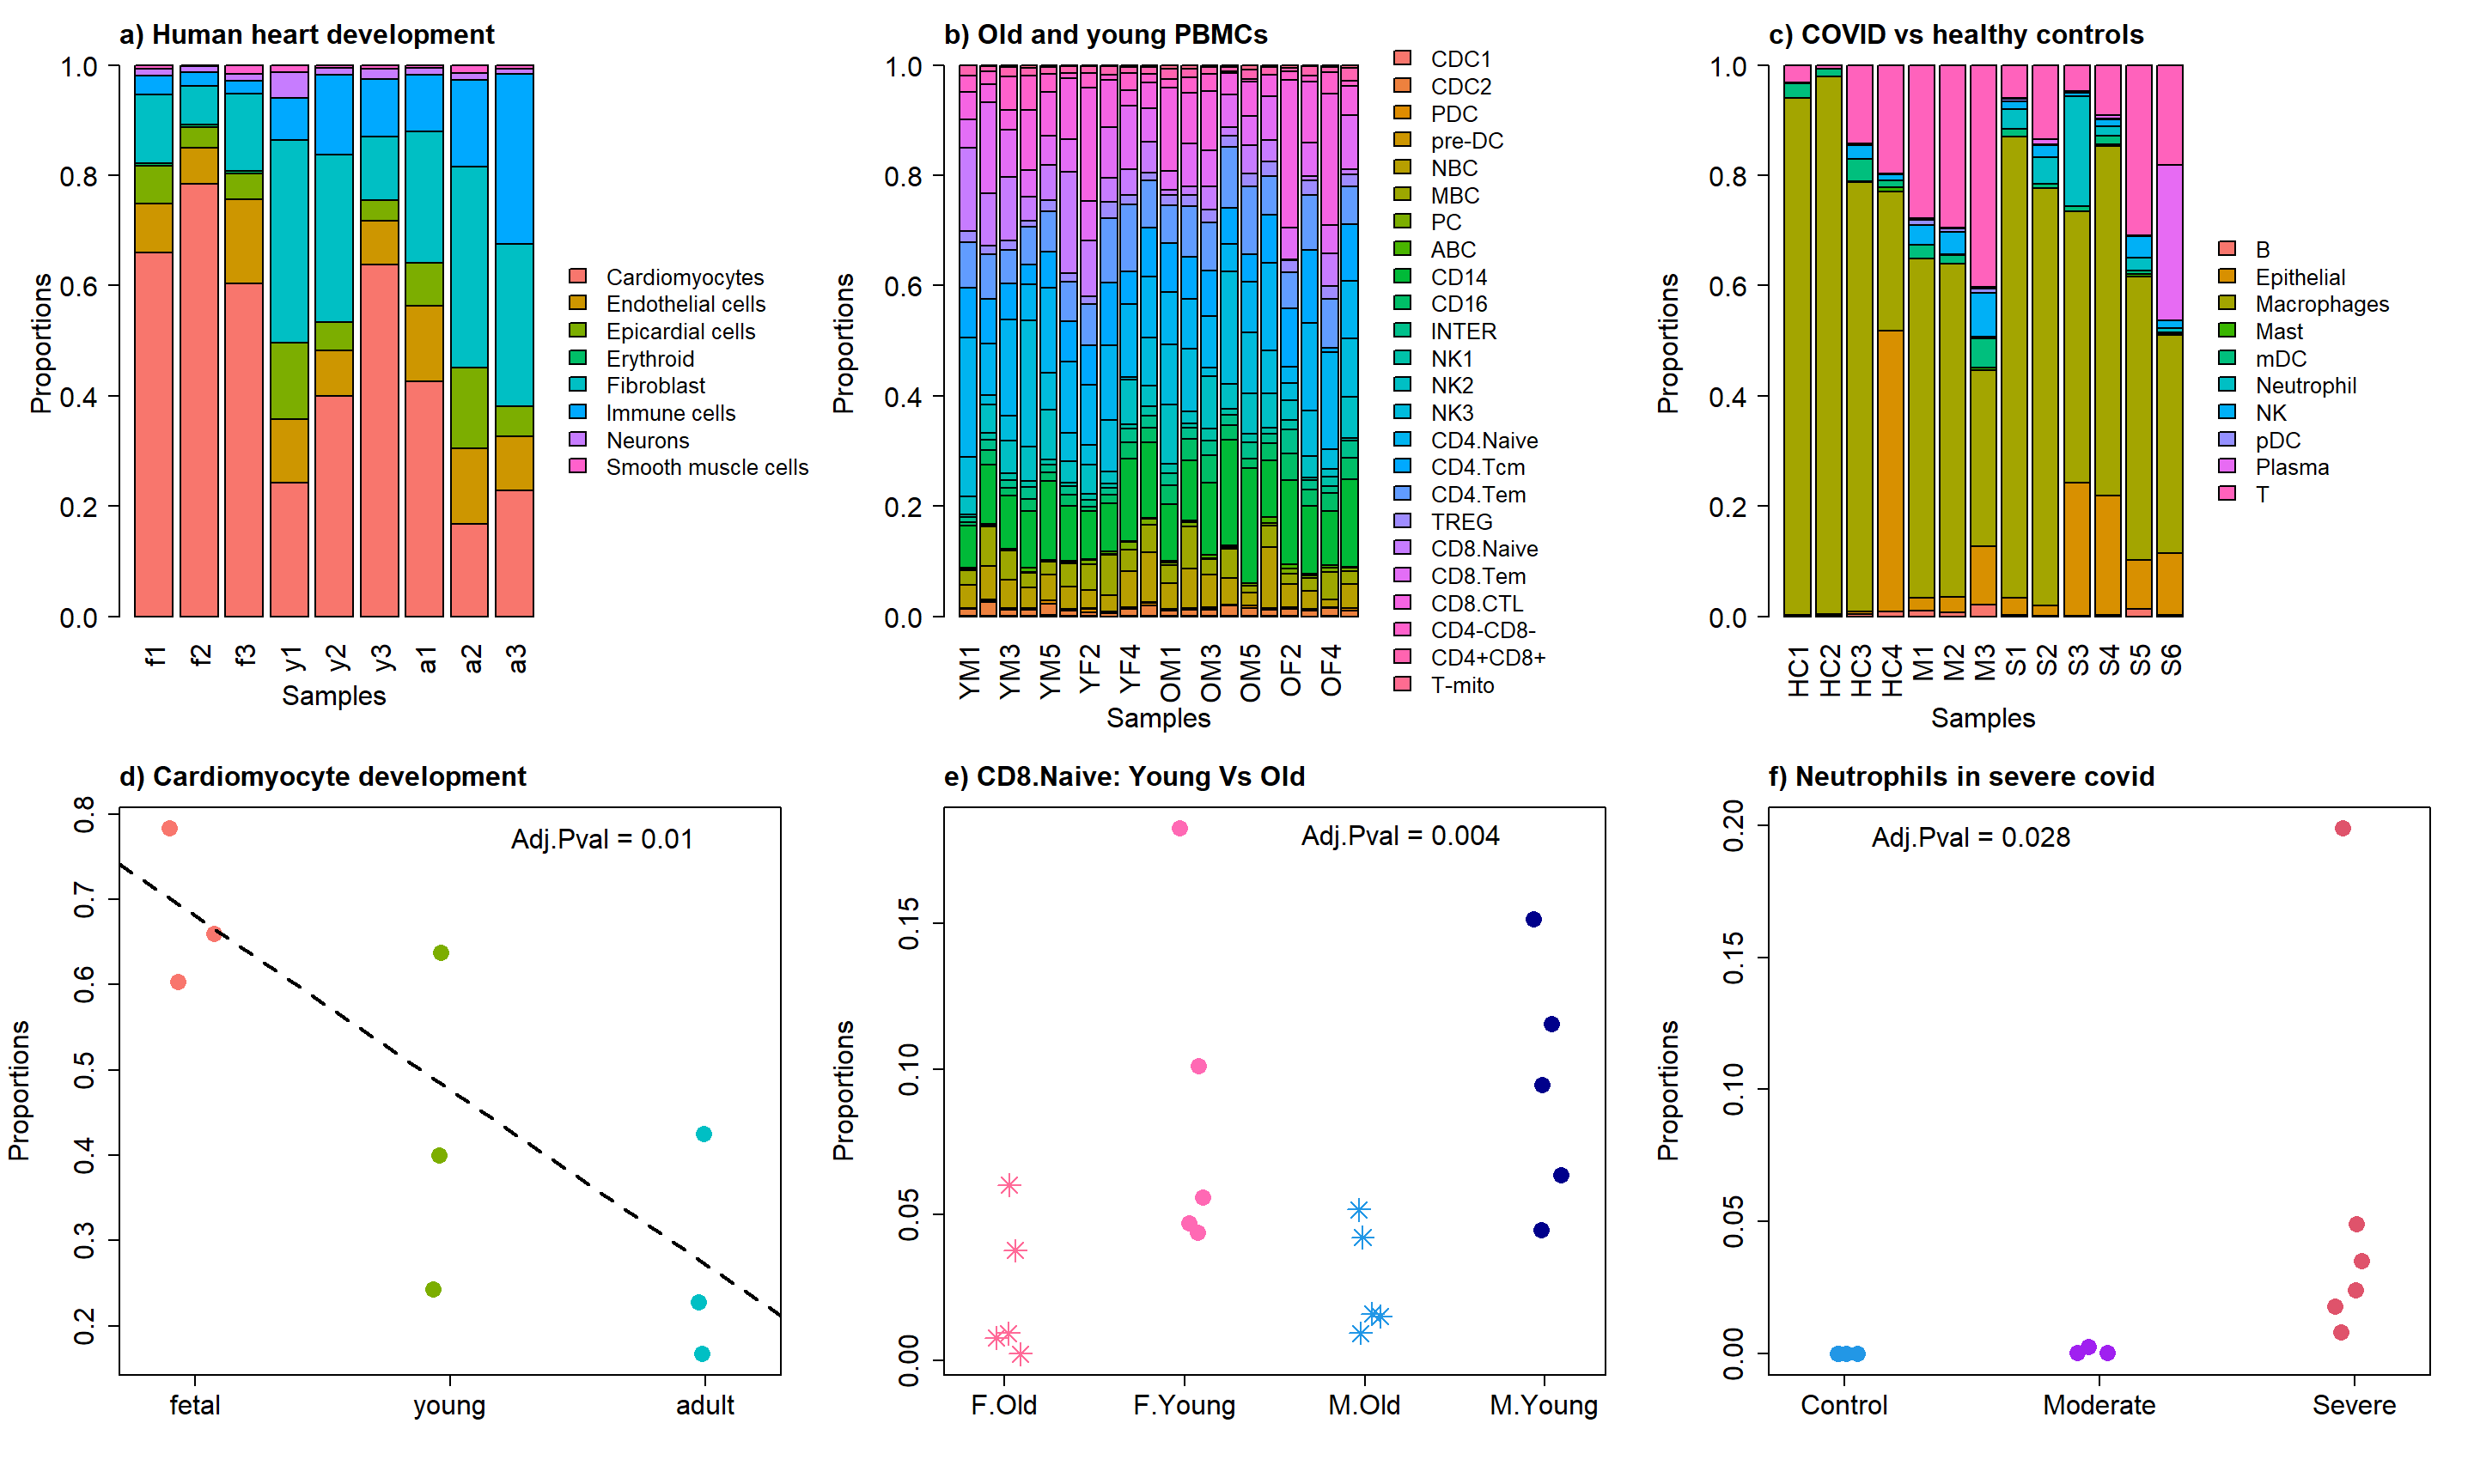 a) Human heart development
Proportions
1.0
0.8
0.6
0.4
0.2
0.0
f1
f2
f3
y1
y2
y3
a1
a2
a3
Samples
Cardiomyocytes
Endothelial cells
Epicardial cells
Erythroid
Fibroblast
Immune cells
Neurons
Smooth muscle cells
b) Old and young PBMCs
Proportions
1.0
0.8
0.6
0.4
0.2
0.0
YM1
YM3
YM5
YF2
YF4
OM1
OM3
OM5
OF2
OF4
Samples
CDC1
CDC2
PDC
pre-DC
NBC
MBC
PC
ABC
CD14
CD16
INTER
NK1
NK2
NK3
CD4.Naive
CD4.Tcm
CD4.Tem
TREG
CD8.Naive
CD8.Tem
CD8.CTL
CD4-CD8-
CD4+CD8+
T-mito
c) COVID vs healthy controls
Proportions
1.0
0.8
0.6
0.4
0.2
0.0
HC1
HC2
HC3
HC4
M1
M2
M3
S1
S2
S3
S4
S5
S6
Samples
B
Epithelial
Macrophages
Mast
mDC
Neutrophil
NK
pDC
Plasma
T
d) Cardiomyocyte development
Proportions
0.8
0.7
0.6
0.5
0.4
0.3
0.2
Adj.Pval = 0.01
fetal
young
adult
e) CD8.Naive: Young Vs Old
Proportions
0.15
0.10
0.05
0.00
Adj.Pval = 0.004
F.Old
F.Young
M.Old
M.Young
f) Neutrophils in severe covid
Proportions
0.20
0.15
0.10
0.05
0.00
Adj.Pval = 0.028
Control
Moderate
Severe